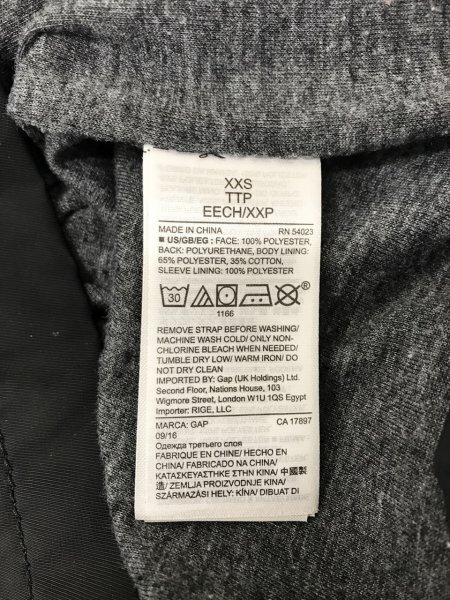 XXS
TTP
EECH/XXP
MADE IN CHINA RN 54023
■ US/GB/EG : FACE: 100% POLYESTER,
BACK: POLYURETHANE, BODY LINING:
65% POLYESTER, 35% COTTON,
SLEEVE LINING: 100% POLYESTER
30 ®
1166
REMOVE STRAP BEFORE WASHING/
MACHINE WASH COLD/ ONLY NON-
CHLORINE BLEACH WHEN NEEDED/
TUMBLE DRY LOW/ WARM IRON/ DO
NOT DRY CLEAN
IMPORTED BY: Gap (UK Holdings) Ltd.
Second Floor, Nations House, 103
Wigmore Street, London W1U 1QS Egypt
Importer: RIGE, LLC
MARCA: GAP CA 17897
09/16
Одежда третьего слоя
FABRIQUE EN CHINE/ HECHO EN
CHINA/ FABRICADO NA CHINA/
ΚΑΤΑΣΚΕΥΑΣΤΗΚΕ ΣΤΗΝ ΚΙΝΑ/ 中國製
造/ ZEMLJA PROIZVODNJE KINA/
SZÁRMAZÁSI HELY: KÍNA/ DIBUAT DI